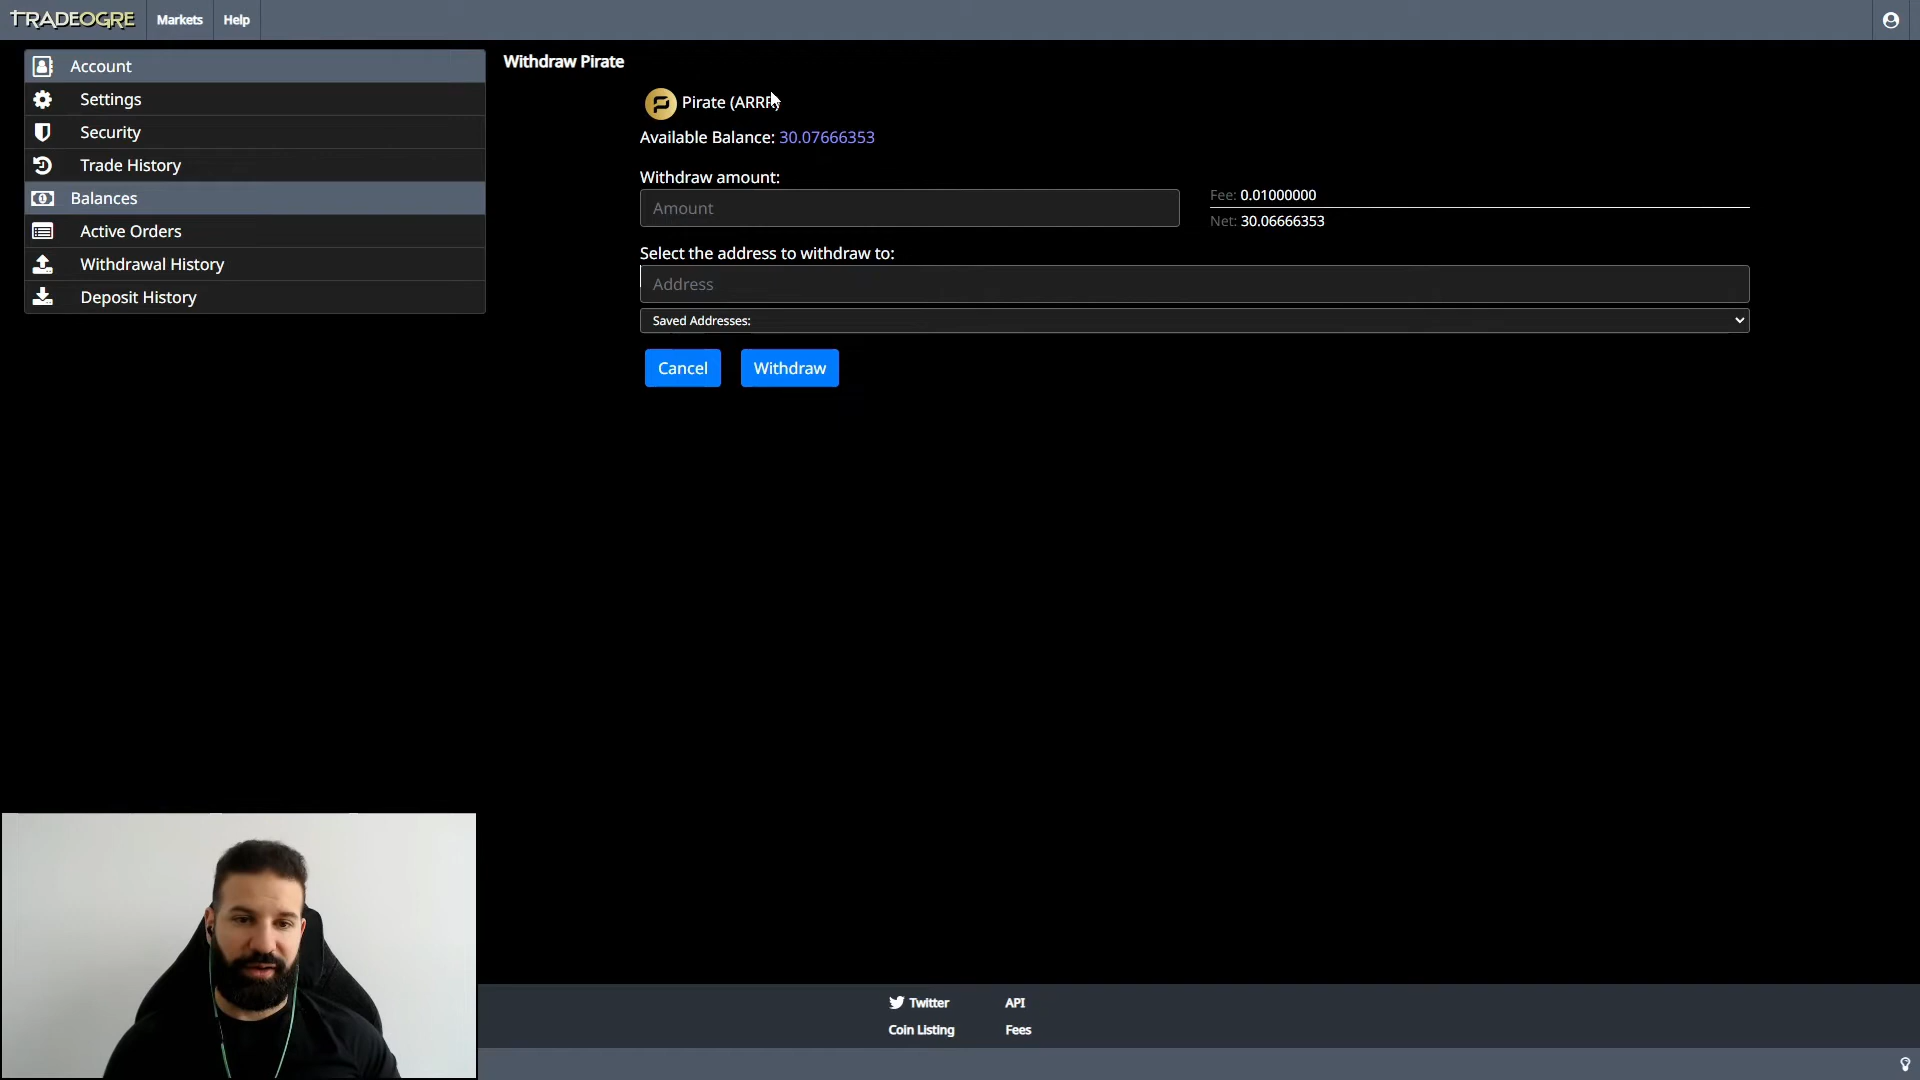 TRADEOGRE
Markets
Help
Account
Settings
Security
Trade History
Balances
Active Orders
Withdrawal History
Deposit History
Withdraw Pirate
Pirate (ARRR)
Available Balance: 30.07666353
Withdraw amount:
Amount
Fee: 0.01000000
Net: 30.06666353
Select the address to withdraw to:
Address
Saved Addresses:
Cancel
Withdraw
Twitter
API
Coin Listing
Fees